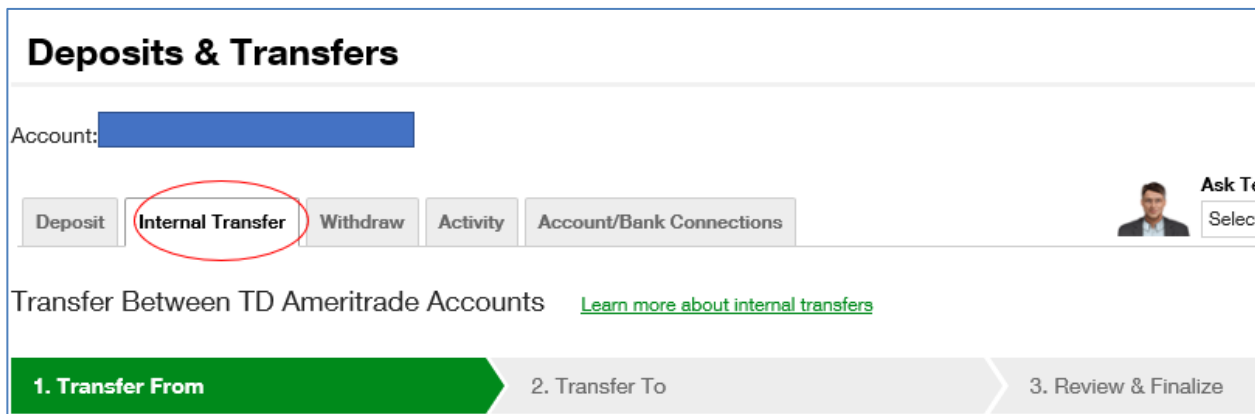 Deposits & Transfers
Account:
Ask
Deposit Internal Transfer Withdraw Activity Account/Bank Connections
Transfer Between TD Ameritrade Accounts Learn more about internal transfers
1. Transfer From 2. Transfer To 3. Review & Finalize